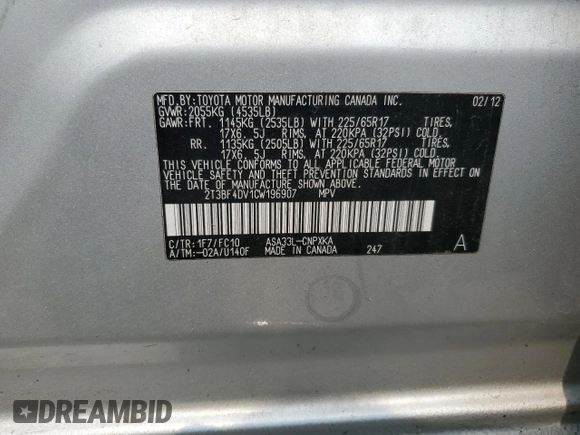 MFD.BY:TOYOTA MOTOR MANUFACTURING CANADA INC. 02/12
GVWR:2055KG (4535LB)
GAWR:FRT. 1145KG (2535LB) WITH 225/65R17 TIRES,
17X6.5J RIMS, AT 220KPA (32PSI) COLD.
RR. 1135KG (2505LB) WITH 225/65R17 TIRES,
17X6.5J RIMS, AT 220KPA (32PSI) COLD.
THIS VEHICLE CONFORMS TO ALL APPLICABLE FEDERAL MOTOR
VEHICLE SAFETY AND THEFT PREVENTION STANDARDS IN
EFFECT ON THE DATE OF MANUFACTURE SHOWN ABOVE.
2T3BF4DV1CW196907 MPV
C/TR:1F7/FC10 ASA33L-CNPXKA A
A/TM:-02A/U140F MADE IN CANADA 247
DREAMBID